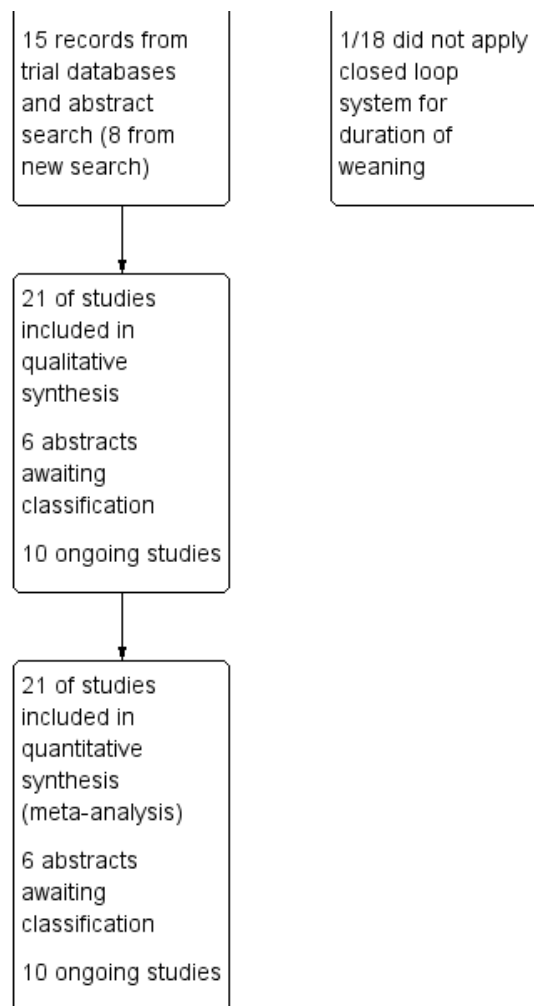 15 records from
trial databases
and abstract
search (8 from
new search)
1/18 did not apply
closed loop
system for
duration of
weaning
21 of studies
included in
qualitative
synthesis
6 abstracts
awaiting
classification
10 ongoing studies
21 of studies
included in
quantitative
synthesis
(meta-analysis)
6 abstracts
awaiting
classification
10 ongoing studies